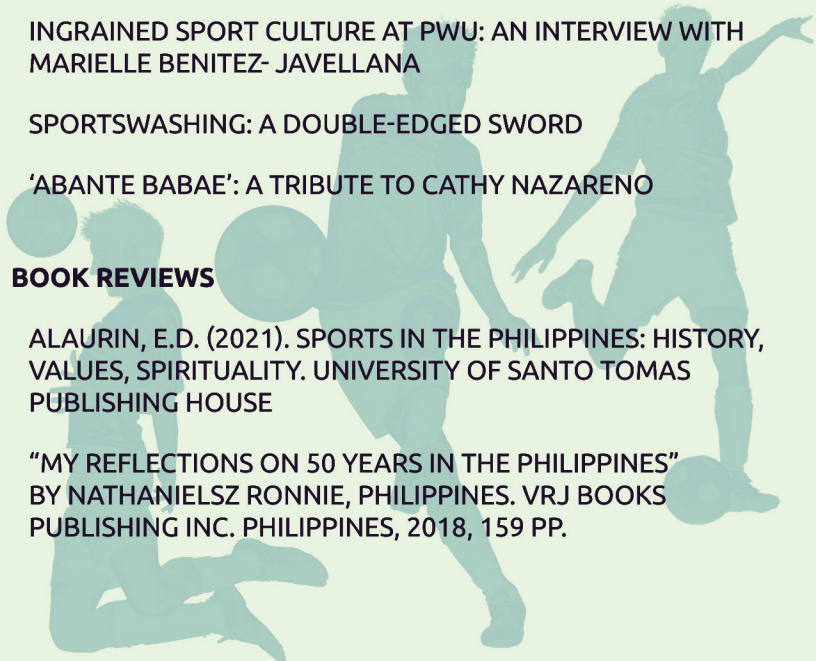 INGRAINED SPORT CULTURE AT PWU: AN INTERVIEW WITH
MARIELLE BENITEZ- JAVELLANA
SPORTSWASHING: A DOUBLE-EDGED SWORD
‘ABANTE BABAE’: A TRIBUTE TO CATHY NAZARENO
BOOK REVIEWS
ALAURIN, E.D. (2021). SPORTS IN THE PHILIPPINES: HISTORY,
VALUES, SPIRITUALITY. UNIVERSITY OF SANTO TOMAS
PUBLISHING HOUSE
“MY REFLECTIONS ON 50 YEARS IN THE PHILIPPINES”
BY NATHANIELSZ RONNIE, PHILIPPINES. VRJ BOOKS
PUBLISHING INC. PHILIPPINES, 2018, 159 PP.